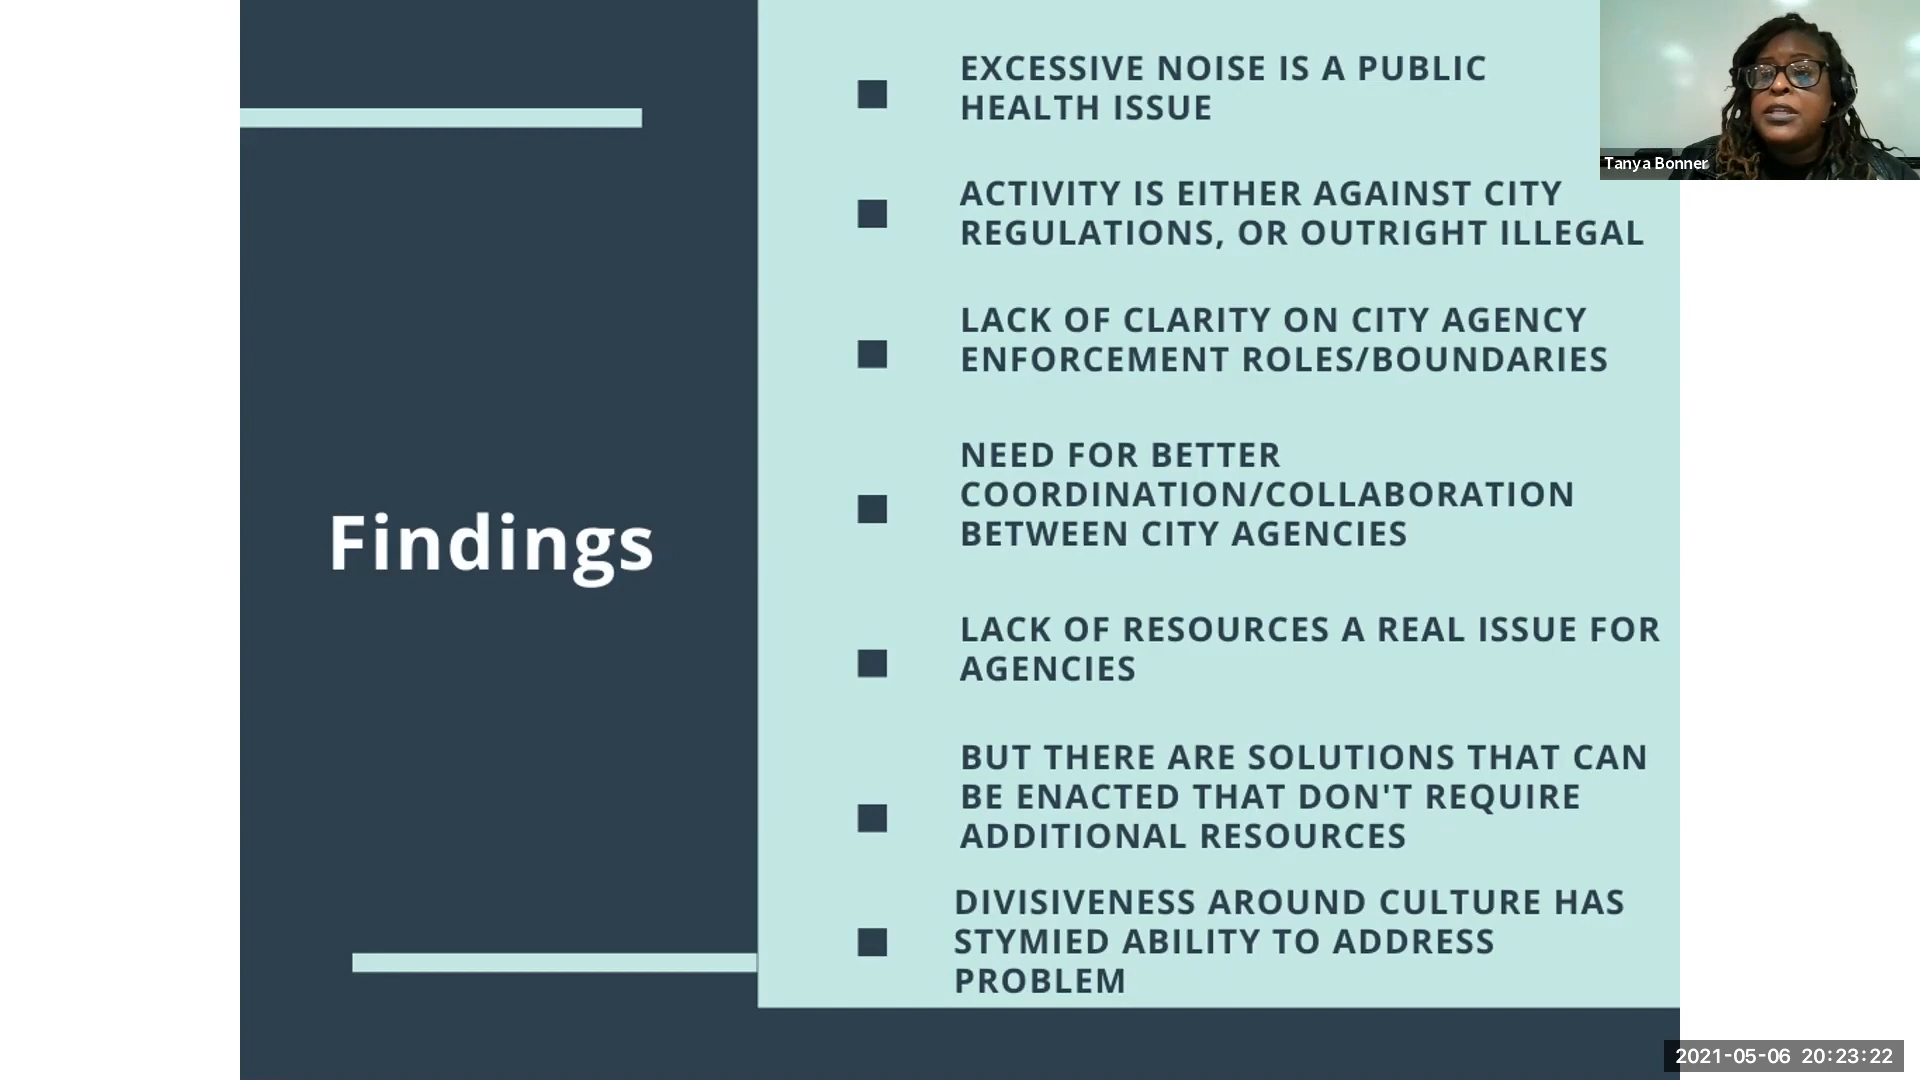 Findings
EXCESSIVE NOISE IS A PUBLIC
HEALTH ISSUE
ACTIVITY IS EITHER AGAINST CITY
REGULATIONS, OR OUTRIGHT ILLEGAL
LACK OF CLARITY ON CITY AGENCY
ENFORCEMENT ROLES/BOUNDARIES
NEED FOR BETTER
COORDINATION/COLLABORATION
BETWEEN CITY AGENCIES
LACK OF RESOURCES A REAL ISSUE FOR
AGENCIES
BUT THERE ARE SOLUTIONS THAT CAN
BE ENACTED THAT DON'T REQUIRE
ADDITIONAL RESOURCES
DIVISIVENESS AROUND CULTURE HAS
STYMIED ABILITY TO ADDRESS
PROBLEM
Tanya Bonner
2021-05-06 20:23:22